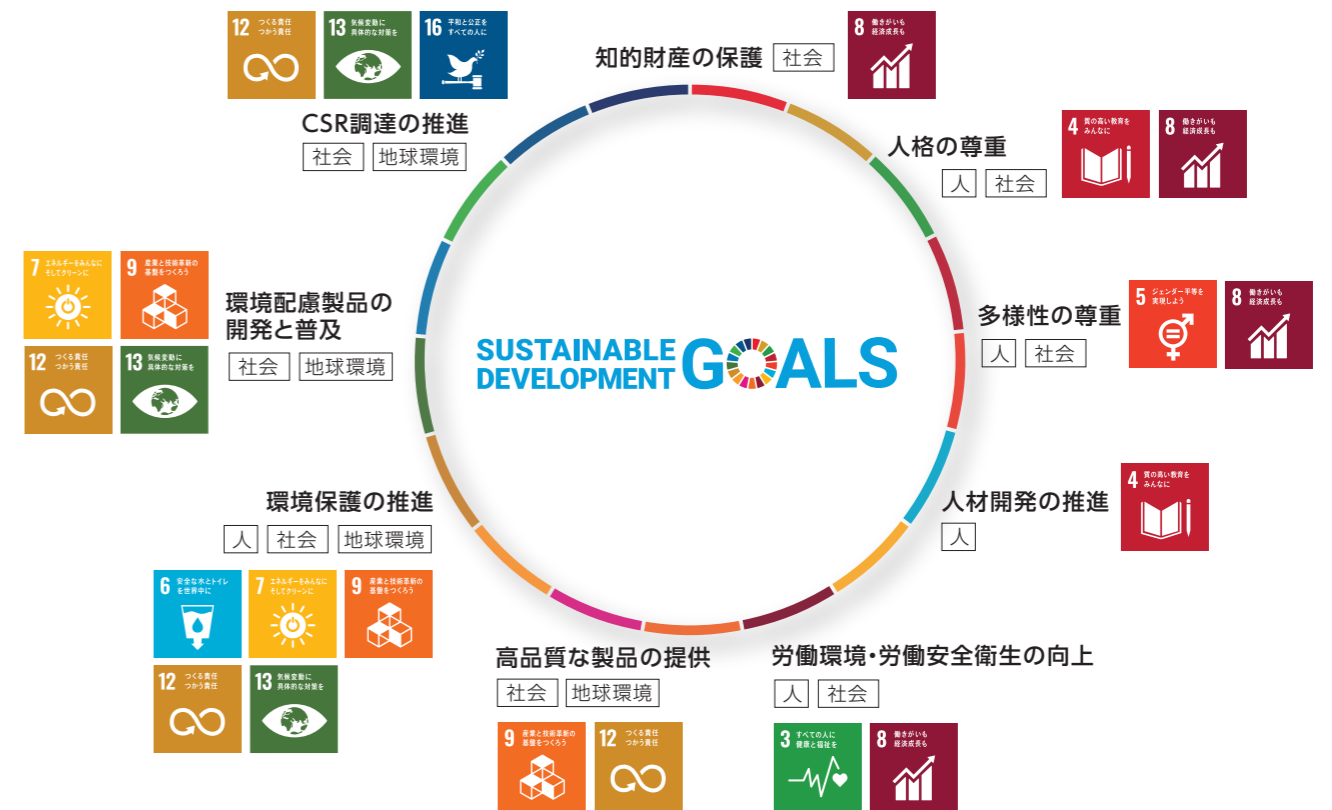 12 つくる責任
つかう責任
13 気候変動に
具体的な対策を
16 平和と公正を
すべての人に
CSR調達の推進
社会 地球環境
知的財産の保護 社会
8 働きがいも
経済成長も
人格の尊重
人 社会
4 質の高い教育を
みんなに
8 働きがいも
経済成長も
多様性の尊重
人 社会
5 ジェンダー平等を
実現しよう
8 働きがいも
経済成長も
人材開発の推進
人
4 質の高い教育を
みんなに
労働環境・労働安全衛生の向上
人 社会
3 すべての人に
健康と福祉を
8 働きがいも
経済成長も
高品質な製品の提供
社会 地球環境
9 産業と技術革新の
基盤をつくろう
12 つくる責任
つかう責任
環境保護の推進
人 社会 地球環境
6 安全な水とトイレ
を世界中に
7 エネルギーをみんなに
そしてクリーンに
9 産業と技術革新の
基盤をつくろう
12 つくる責任
つかう責任
13 気候変動に
具体的な対策を
7 エネルギーをみんなに
そしてクリーンに
9 産業と技術革新の
基盤をつくろう
12 つくる責任
つかう責任
13 気候変動に
具体的な対策を
環境配慮製品の
開発と普及
社会 地球環境
SUSTAINABLE
DEVELOPMENT
GOALS